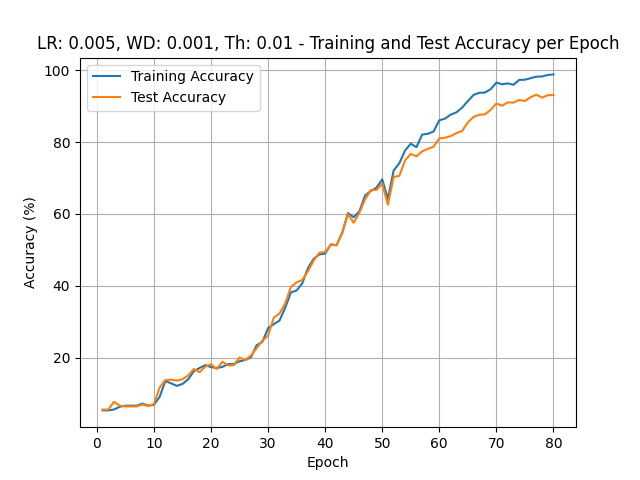 LR: 0.005, WD: 0.001, Th: 0.01 - Training and Test Accuracy per Epoch
Training Accuracy
Test Accuracy
Accuracy (%)
100
80
60
40
20
0 10 20 30 40 50 60 70 80
Epoch